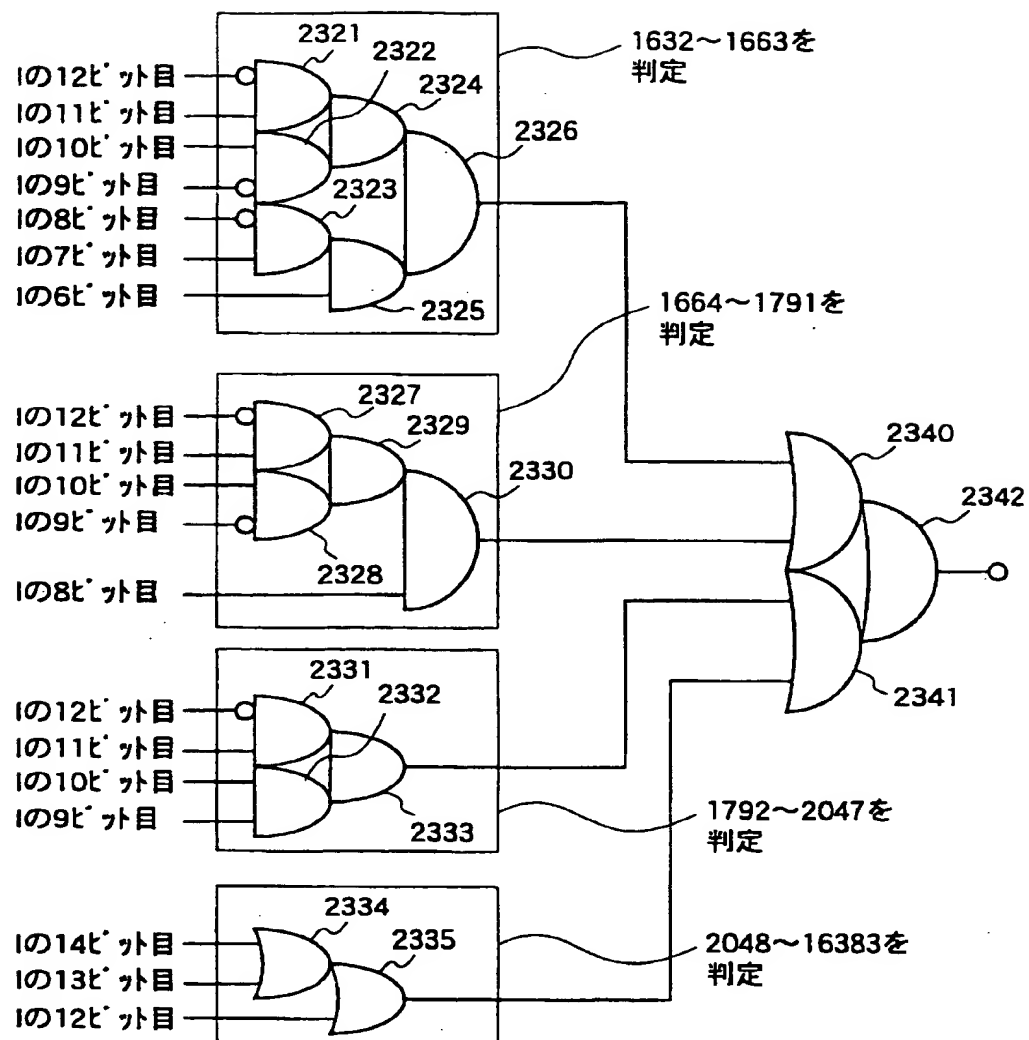 2321
2322
2324
2326
1632～1663を
判定
Iの12ビット目
Iの11ビット目
Iの10ビット目
Iの9ビット目
Iの8ビット目
Iの7ビット目
Iの6ビット目
2323
2325
1664～1791を
判定
2327
2329
2330
Iの12ビット目
Iの11ビット目
Iの10ビット目
Iの9ビット目
2328
Iの8ビット目
2340
2342
2341
2331
2332
Iの12ビット目
Iの11ビット目
Iの10ビット目
Iの9ビット目
2333
1792～2047を
判定
2334
2335
Iの14ビット目
Iの13ビット目
Iの12ビット目
2048～16383を
判定